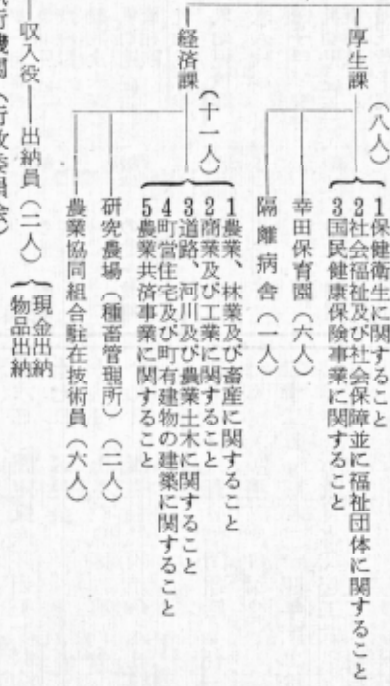 厚生課
(八人)
1保健衛生に関すること
2社会福祉及び社会保障並に福祉団体に関すること
3国民健康保険事業に関すること
幸田保育園(六人)
隔離病舎(一人)
経済課
(十一人)
1農業、林業及び畜産に関すること
2商業及び工業に関すること
3道路、河川及び農業土木に関すること
4町営住宅及び町有建物の建築に関すること
5農業共済事業に関すること
研究農場(種畜管理所)(二人)
農業協同組合駐在技術員(六人)
収入役
出納員(二人)
現金出納
物品出納
行機関(行政委員会)